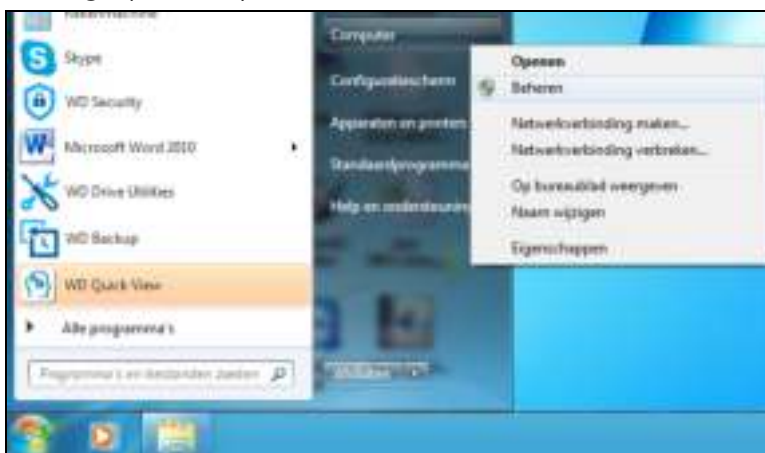 Skype
WD Security
Microsoft Word 2010
WD Drive Utilities
WD Backup
WD Quick View
Alle programma's
Programma's en bestanden zoeken
Computer
Configuratiescherm
Apparaten en printers
Standaardprogramma
Help en ondersteuning
Openen
Beheren
Netwerkverbinding maken...
Netwerkverbinding verbreken...
Op bureaublad weergeven
Naam wijzigen
Eigenschappen